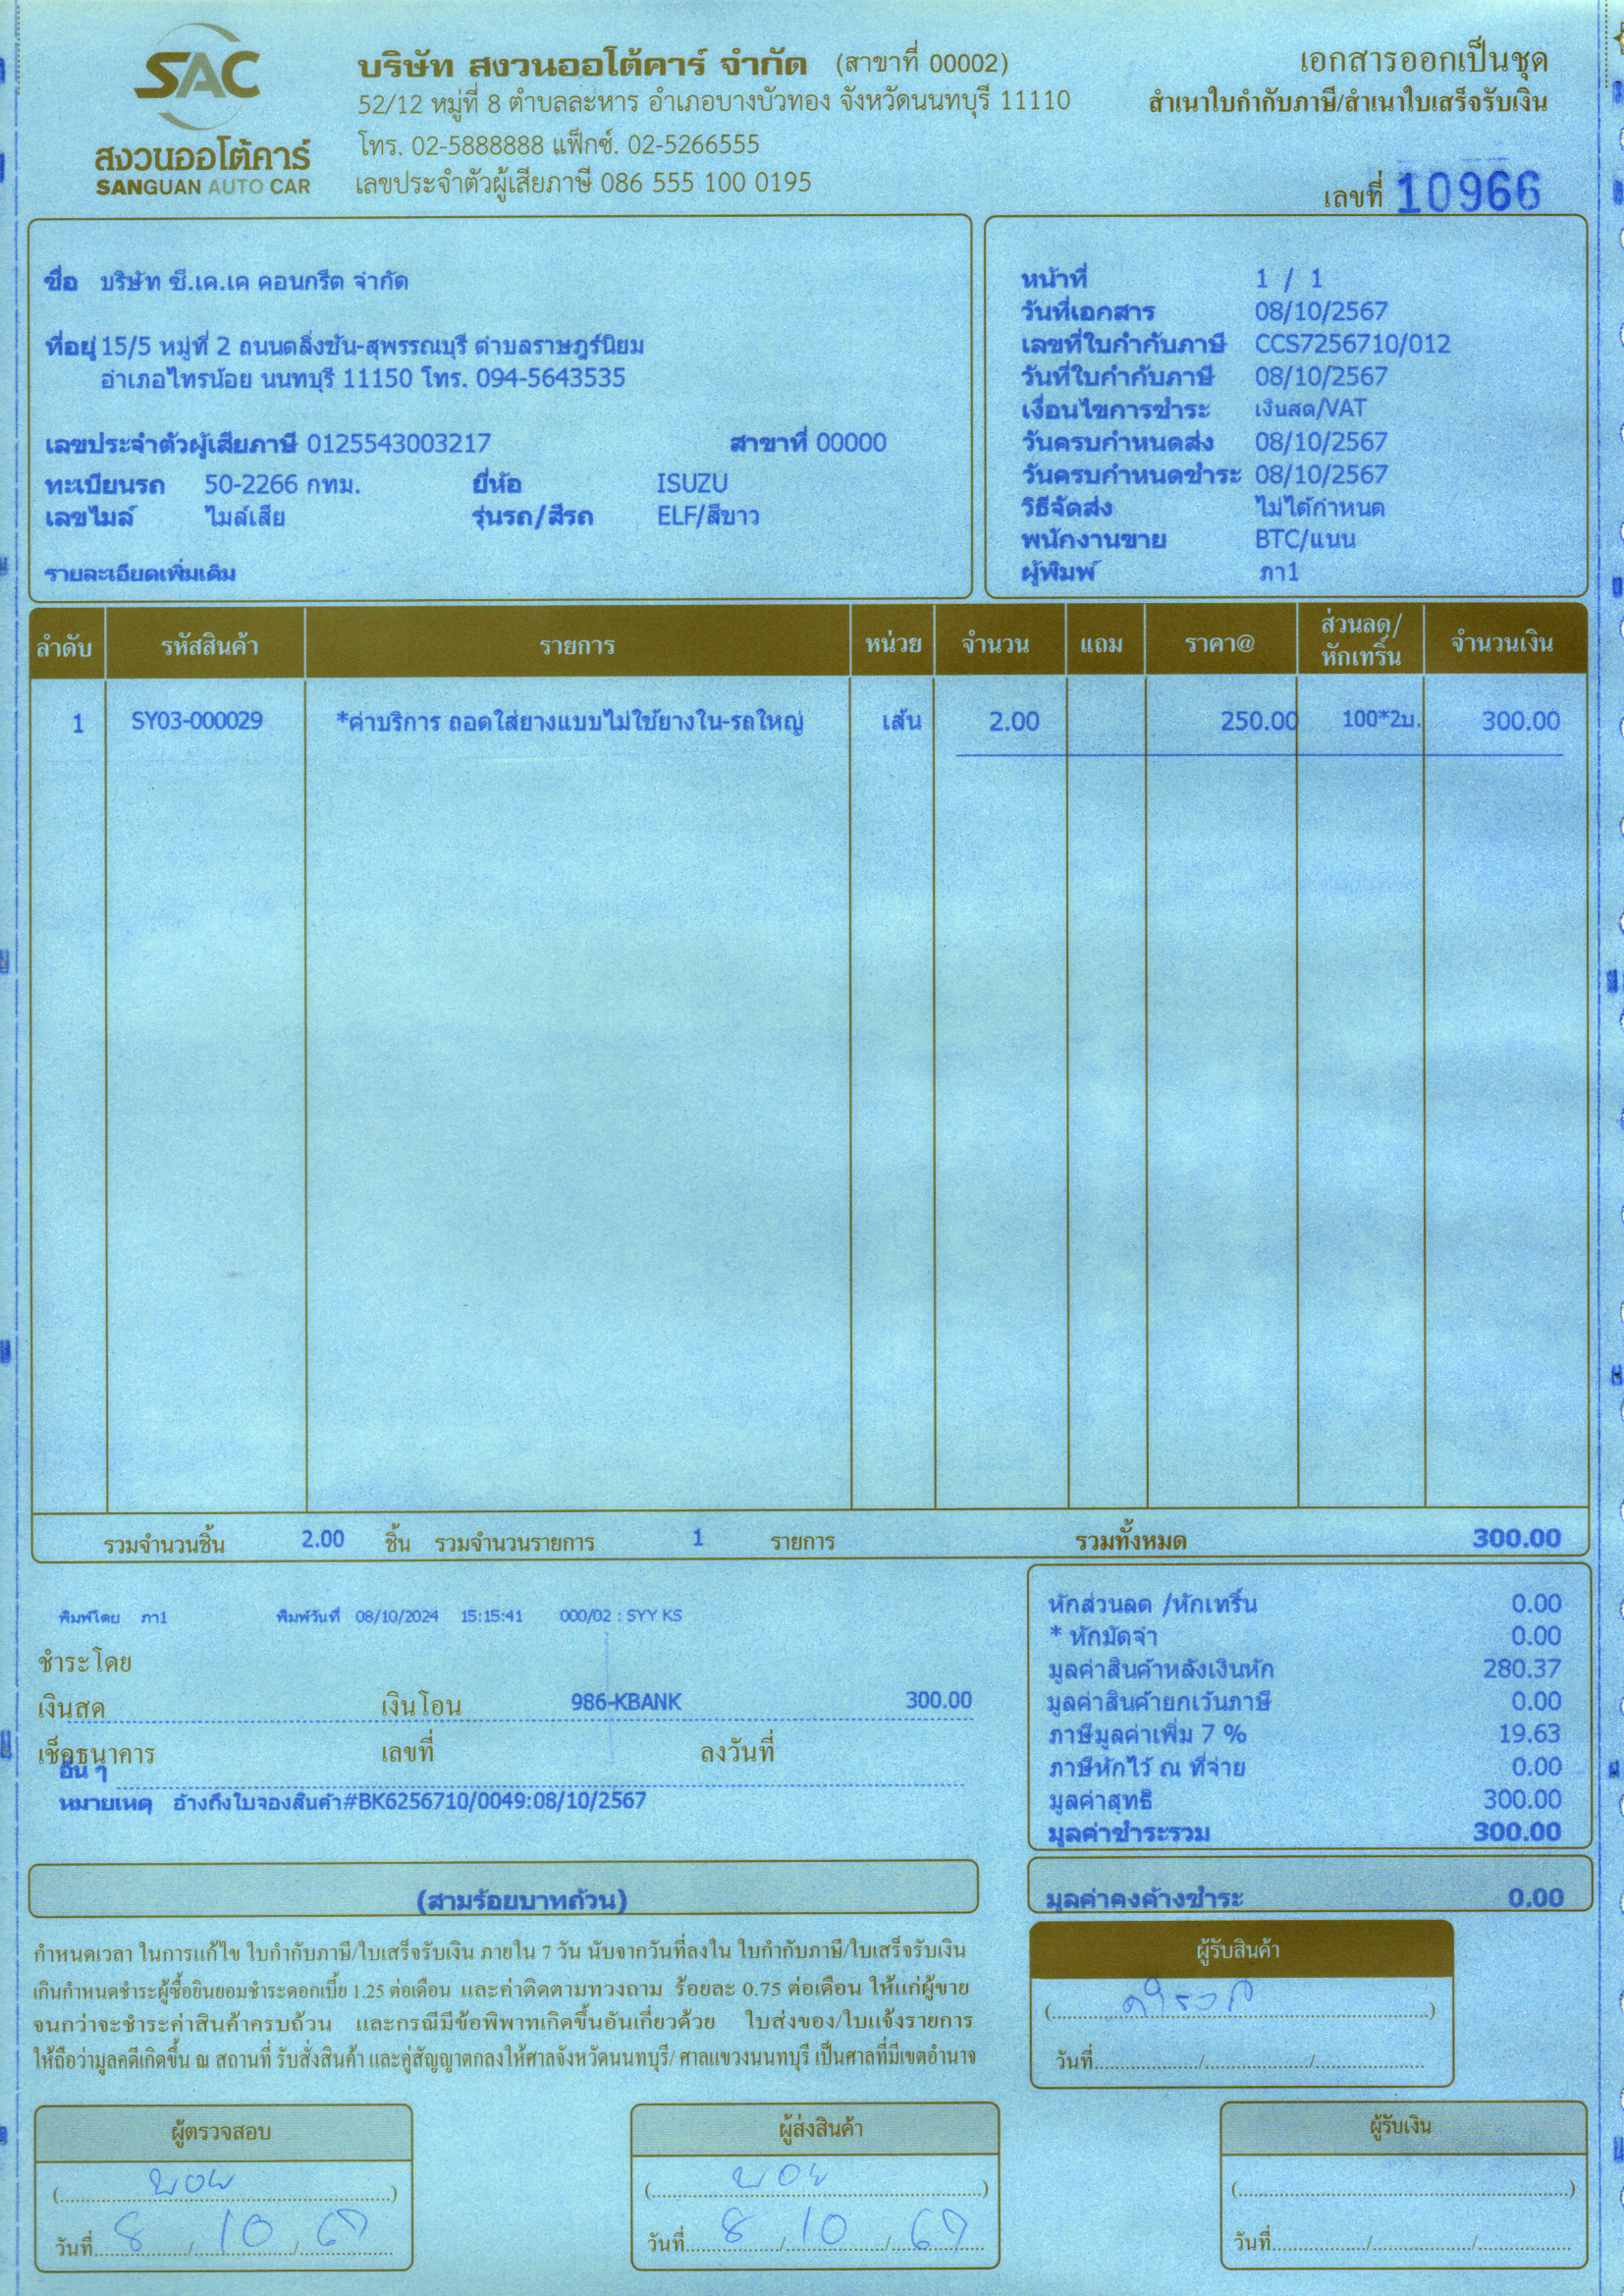 SAC
สงวนออโต้คาร์
SANGUAN AUTO CAR
บริษัท สงวนออโต้คาร์ จำกัด (สาขาที่ 00002)
52/12 หมู่ที่ 8 ตำบลละหาร อำเภอบางบัวทอง จังหวัดนนทบุรี 11110
โทร. 02-5888888 แฟ็กซ์. 02-5266555
เลขประจำตัวผู้เสียภาษี 086 555 100 0195
เอกสารออกเป็นชุด
สำเนาใบกำกับภาษี/สำเนาใบเสร็จรับเงิน
เลขที่ 10966
ชื่อ บริษัท ซี.เค.เค คอนกรีต จำกัด
ที่อยู่ 15/5 หมู่ที่ 2 ถนนตลิ่งชัน-สุพรรณบุรี ตำบลราษฎร์นิยม
อำเภอไทรน้อย นนทบุรี 11150 โทร. 094-5643535
เลขประจำตัวผู้เสียภาษี 0125543003217 สาขาที่ 00000
ทะเบียนรถ 50-2266 กทม. ยี่ห้อ ISUZU
เลขไมล์ ไมล์เสีย รุ่นรถ/สีรถ ELF/สีขาว
รายละเอียดเพิ่มเติม
หน้าที่ 1 / 1
วันที่เอกสาร 08/10/2567
เลขที่ใบกำกับภาษี CCS7256710/012
วันที่ใบกำกับภาษี 08/10/2567
เงื่อนไขการชำระ เงินสด/VAT
วันครบกำหนดส่ง 08/10/2567
วันครบกำหนดชำระ 08/10/2567
วิธีจัดส่ง ไม่ได้กำหนด
พนักงานขาย BTC/แนน
ผู้พิมพ์ ภา1
ลำดับ รหัสสินค้า รายการ หน่วย จำนวน แถม ราคา@ ส่วนลด/หักเทริ์น จำนวนเงิน
1 SY03-000029 *ค่าบริการ ถอดใส่ยางแบบไม่ใช้ยางใน-รถใหญ่ เส้น 2.00 250.00 100*2บ. 300.00
รวมจำนวนชิ้น 2.00 ชิ้น รวมจำนวนรายการ 1 รายการ รวมทั้งหมด 300.00
พิมพ์โดย ภา1 พิมพ์วันที่ 08/10/2024 15:15:41 000/02 : SYY KS
ชำระโดย
เงินสด เงินโอน 986-KBANK 300.00
เช็คธนาคาร เลขที่ ลงวันที่
อื่น ๆ
หมายเหตุ อ้างถึงใบจองสินค้า#BK6256710/0049:08/10/2567
หักส่วนลด /หักเทริ์น 0.00
* หักมัดจำ 0.00
มูลค่าสินค้าหลังเงินหัก 280.37
มูลค่าสินค้ายกเว้นภาษี 0.00
ภาษีมูลค่าเพิ่ม 7 % 19.63
ภาษีหักไว้ ณ ที่จ่าย 0.00
มูลค่าสุทธิ 300.00
มูลค่าชำระรวม 300.00
(สามร้อยบาทถ้วน)
มูลค่าคงค้างชำระ 0.00
กำหนดเวลา ในการแก้ไข ใบกำกับภาษี/ใบเสร็จรับเงิน ภายใน 7 วัน นับจากวันที่ลงใน ใบกำกับภาษี/ใบเสร็จรับเงิน
เกินกำหนดชำระผู้ซื้อยินยอมชำระดอกเบี้ย 1.25 ต่อเดือน และค่าติดตามทวงถาม ร้อยละ 0.75 ต่อเดือน ให้แก่ผู้ขาย
จนกว่าจะชำระค่าสินค้าครบถ้วน และกรณีมีข้อพิพาทเกิดขึ้นอันเกี่ยวด้วย ใบส่งของ/ใบแจ้งรายการ
ให้ถือว่ามูลคดีเกิดขึ้น ณ สถานที่ รับสั่งสินค้า และคู่สัญญาตกลงให้ศาลจังหวัดนนทบุรี/ ศาลแขวงนนทบุรี เป็นศาลที่มีเขตอำนาจ
ผู้รับสินค้า
วันที่
ผู้ตรวจสอบ
วันที่ 8 / 10 / 67
ผู้ส่งสินค้า
วันที่ 8 / 10 / 67
ผู้รับเงิน
วันที่